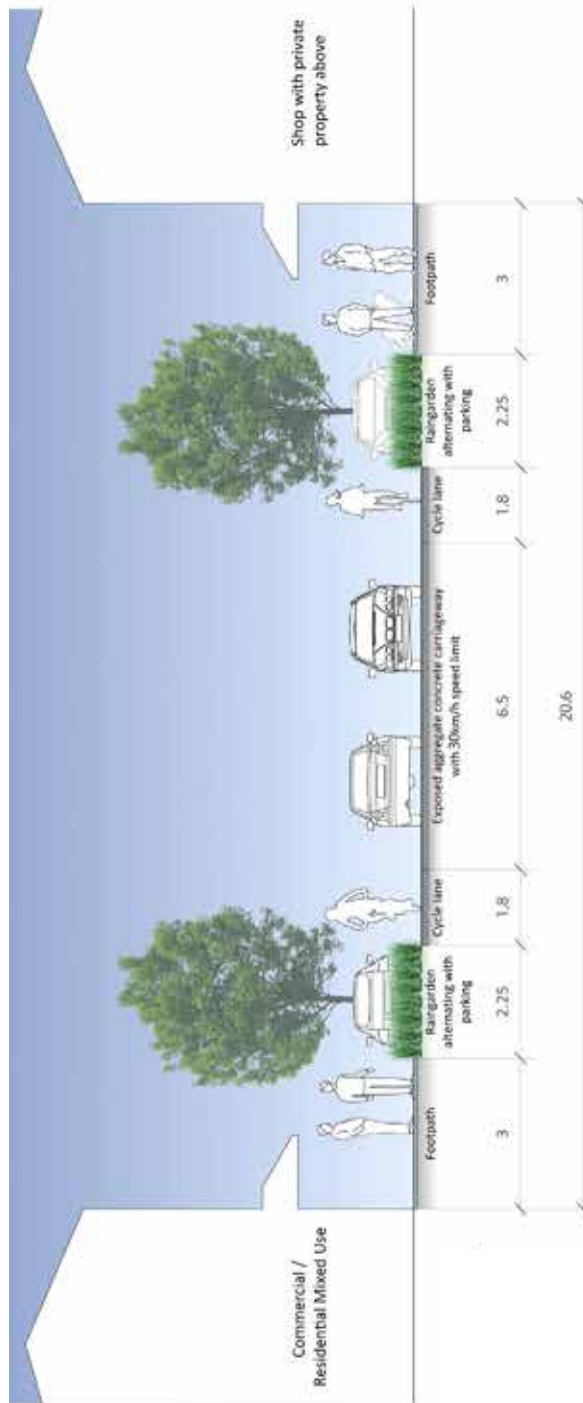 Commercial /
Residential Mixed Use
Shop with private
property above
Footpath
Raingarden
alternating with
parking
Cycle lane
Exposed aggregate concrete carriageway
with 30km/h speed limit
Cycle lane
Raingarden
alternating with
parking
Footpath
3
2.25
1.8
6.5
1.8
2.25
3
20.6